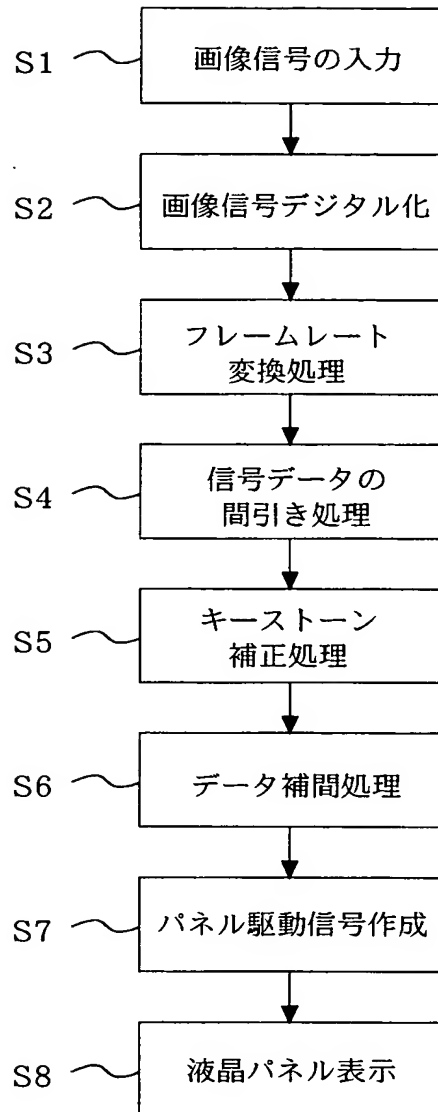 S1 画像信号の入力
S2 画像信号デジタル化
S3 フレームレート
変換処理
S4 信号データの
間引き処理
S5 キーストーン
補正処理
S6 データ補間処理
S7 パネル駆動信号作成
S8 液晶パネル表示